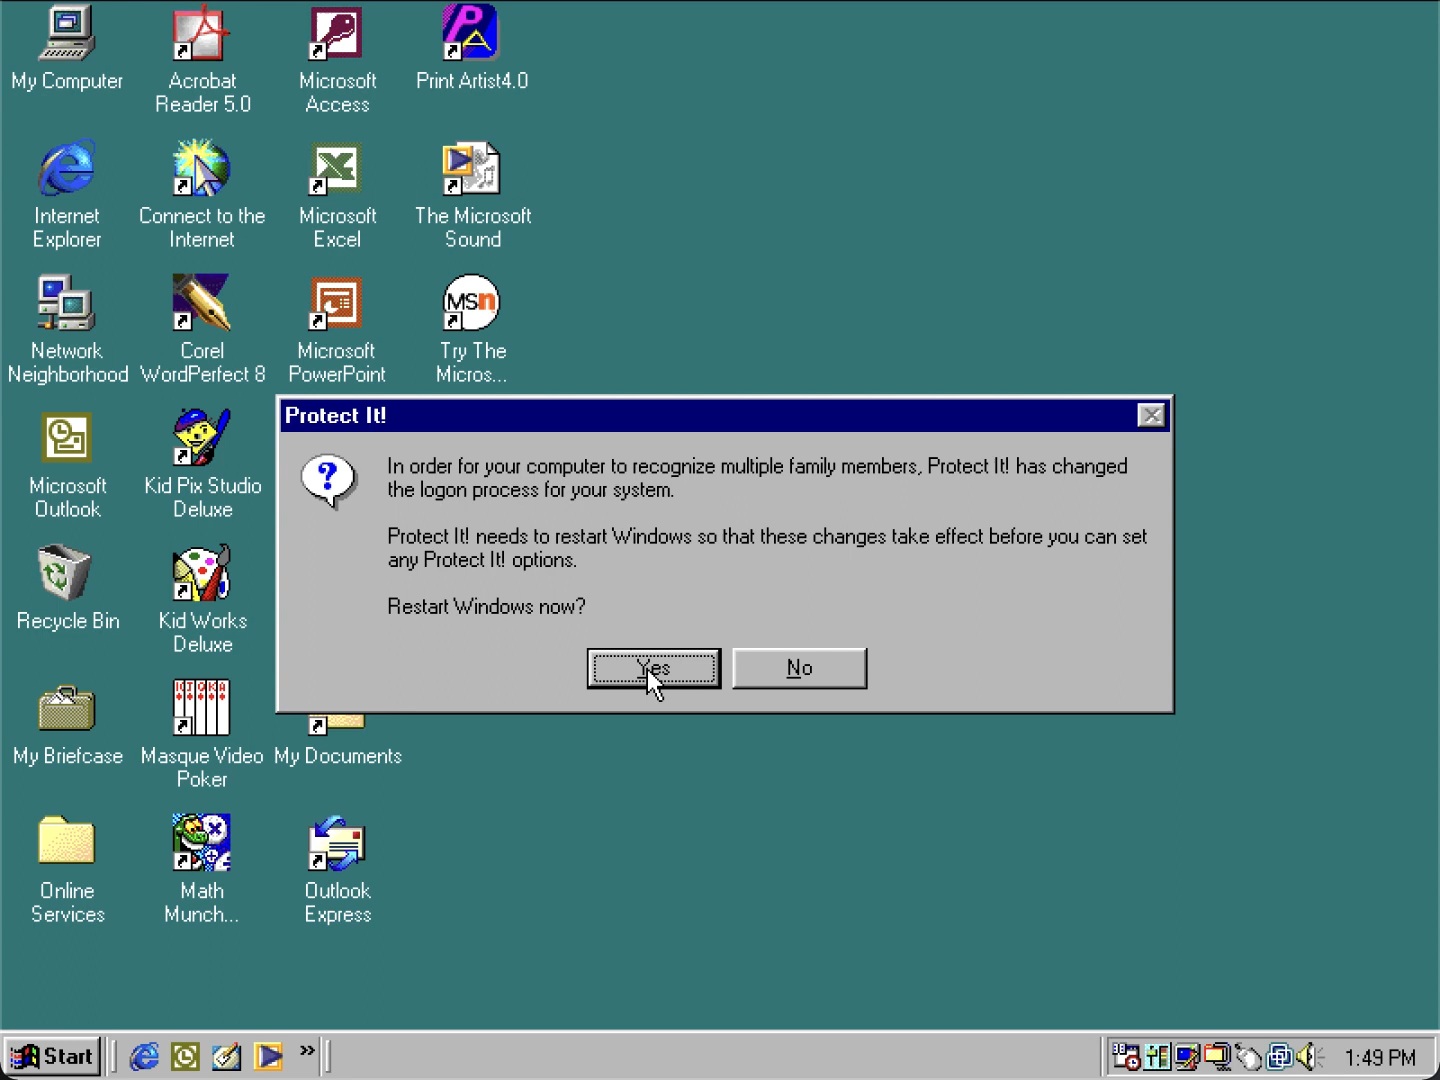 My Computer
Acrobat
Reader 5.0
Microsoft
Access
Print Artist4.0
Internet
Explorer
Connect to the
Internet
Microsoft
Excel
The Microsoft
Sound
Network
Neighborhood
Corel
WordPerfect 8
Microsoft
PowerPoint
msn
Try The
Micros...
Microsoft
Outlook
Kid Pix Studio
Deluxe
Protect It!
In order for your computer to recognize multiple family members, Protect It! has changed
the logon process for your system.
Protect It! needs to restart Windows so that these changes take effect before you can set
any Protect It! options.
Restart Windows now?
Yes
No
Recycle Bin
Kid Works
Deluxe
My Briefcase
Masque Video
Poker
My Documents
Online
Services
Math
Munch...
Outlook
Express
Start
1:49 PM